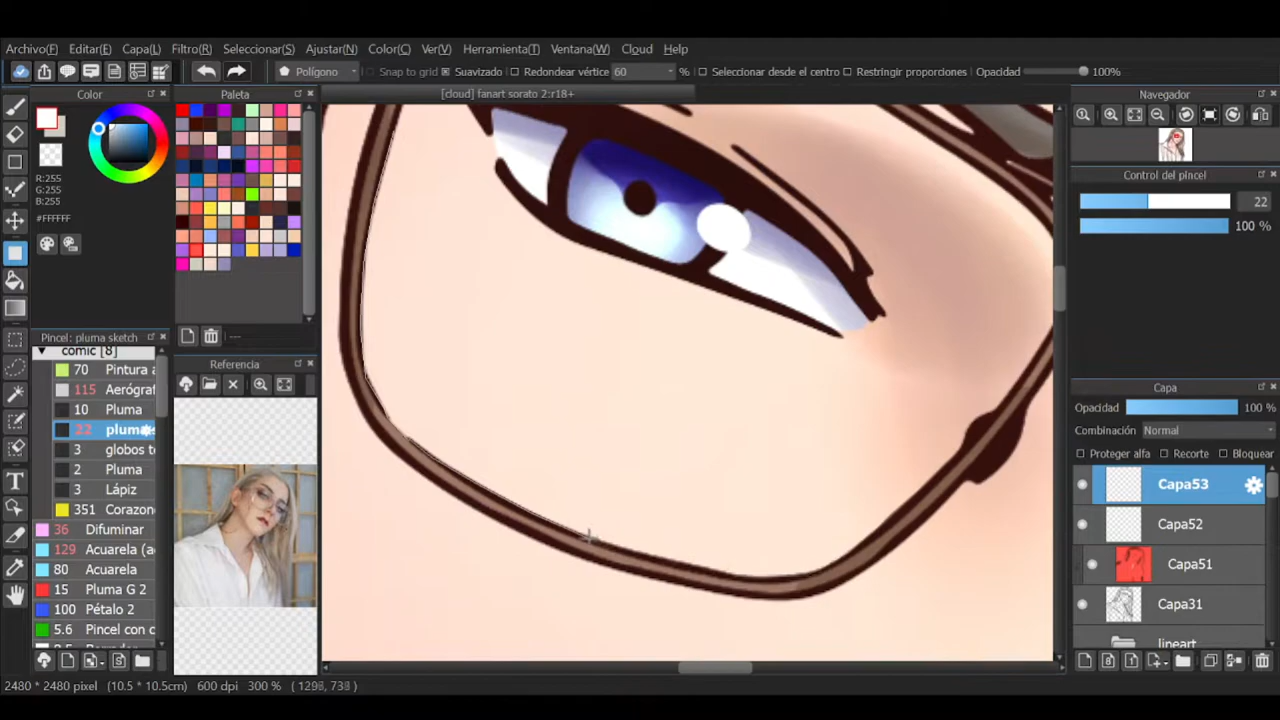 Archivo(F) Editar(E) Capa(L) Filtro(R) Seleccionar(S) Ajustar(N) Color(C) Ver(V) Herramienta(T) Ventana(W) Cloud Help
Polígono Snap to grid Suavizado Redondear vértice 60 % Seleccionar desde el centro Restringir proporciones Opacidad 100%
Color
Paleta
[cloud] fanart sorato 2:r18+
Navegador
R:255
G:255
B:255
#FFFFFF
Control del pincel
22
100 %
Pincel: pluma sketch
comic [8]
70 Pintura a
115 Aerógraf
10 Pluma
22 pluma
3 globos te
2 Pluma
3 Lápiz
351 Corazon
36 Difuminar
129 Acuarela (a
80 Acuarela
15 Pluma G 2
100 Pétalo 2
5.6 Pincel con c
Referencia
Capa
Opacidad 100 %
Combinación Normal
Proteger alfa Recorte Bloquear
Capa53
Capa52
Capa51
Capa31
lineart
2480 * 2480 pixel (10.5 * 10.5cm) 600 dpi 300 %